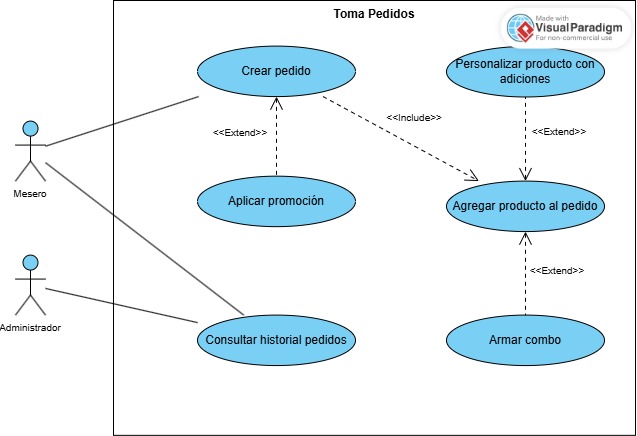 Toma Pedidos
Made with
Visual Paradigm
For non-commercial use
Crear pedido
Personalizar producto con
adiciones
<<Include>>
<<Extend>>
<<Extend>>
Mesero
Aplicar promoción
Agregar producto al pedido
<<Extend>>
Administrador
Consultar historial pedidos
Armar combo